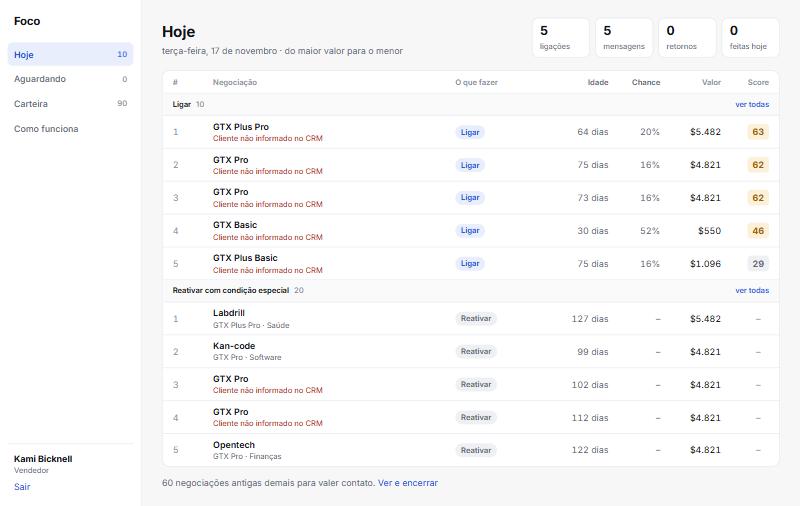 Foco
Hoje 10
Aguardando 0
Carteira 90
Como funciona
Kami Bicknell
Vendedor
Sair
Hoje
terça-feira, 17 de novembro · do maior valor para o menor
5 ligações
5 mensagens
0 retornos
0 feitas hoje
# Negociação O que fazer Idade Chance Valor Score
Ligar 10 ver todas
1 GTX Plus Pro Ligar 64 dias 20% $5.482 63
Cliente não informado no CRM
2 GTX Pro Ligar 75 dias 16% $4.821 62
Cliente não informado no CRM
3 GTX Pro Ligar 73 dias 16% $4.821 62
Cliente não informado no CRM
4 GTX Basic Ligar 30 dias 52% $550 46
Cliente não informado no CRM
5 GTX Plus Basic Ligar 75 dias 16% $1.096 29
Cliente não informado no CRM
Reativar com condição especial 20 ver todas
1 Labdrill Reativar 127 dias – $5.482 –
GTX Plus Pro · Saúde
2 Kan-code Reativar 99 dias – $4.821 –
GTX Pro · Software
3 GTX Pro Reativar 102 dias – $4.821 –
Cliente não informado no CRM
4 GTX Pro Reativar 112 dias – $4.821 –
Cliente não informado no CRM
5 Opentech Reativar 122 dias – $4.821 –
GTX Pro · Finanças
60 negociações antigas demais para valer contato. Ver e encerrar